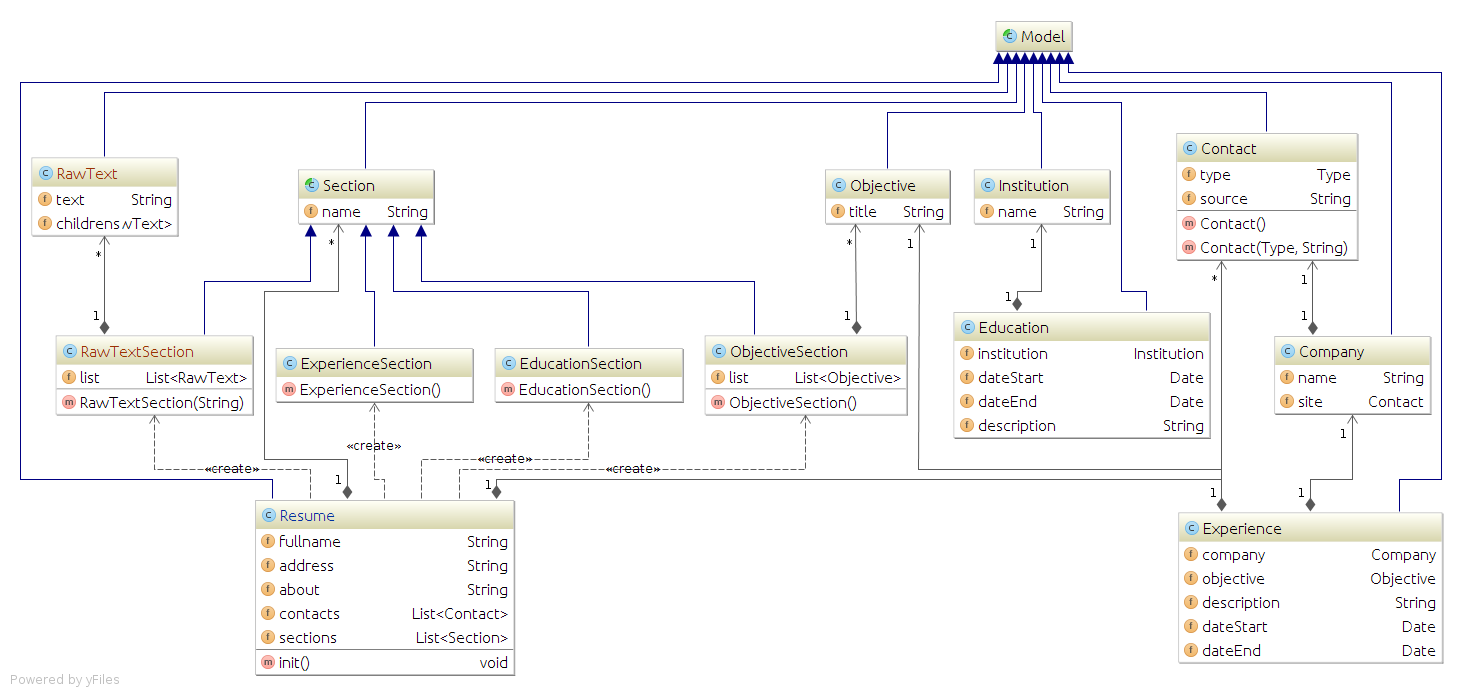 Model
RawText
text String
childrens
Section
name String
Objective
title String
Institution
name String
Contact
type Type
source String
Contact()
Contact(Type, String)
*
*
*
1
1
*
1
1
1
1
1
RawTextSection
list List<RawText>
RawTextSection(String)
ExperienceSection
ExperienceSection()
EducationSection
EducationSection()
ObjectiveSection
list List<Objective>
ObjectiveSection()
Education
institution Institution
dateStart Date
dateEnd Date
description String
Company
name String
site Contact
1
«create»
«create»
«create»
«create»
1
1
1
1
Resume
fullname String
address String
about String
contacts List<Contact>
sections List<Section>
init() void
Experience
company Company
objective Objective
description String
dateStart Date
dateEnd Date
Powered by yFiles